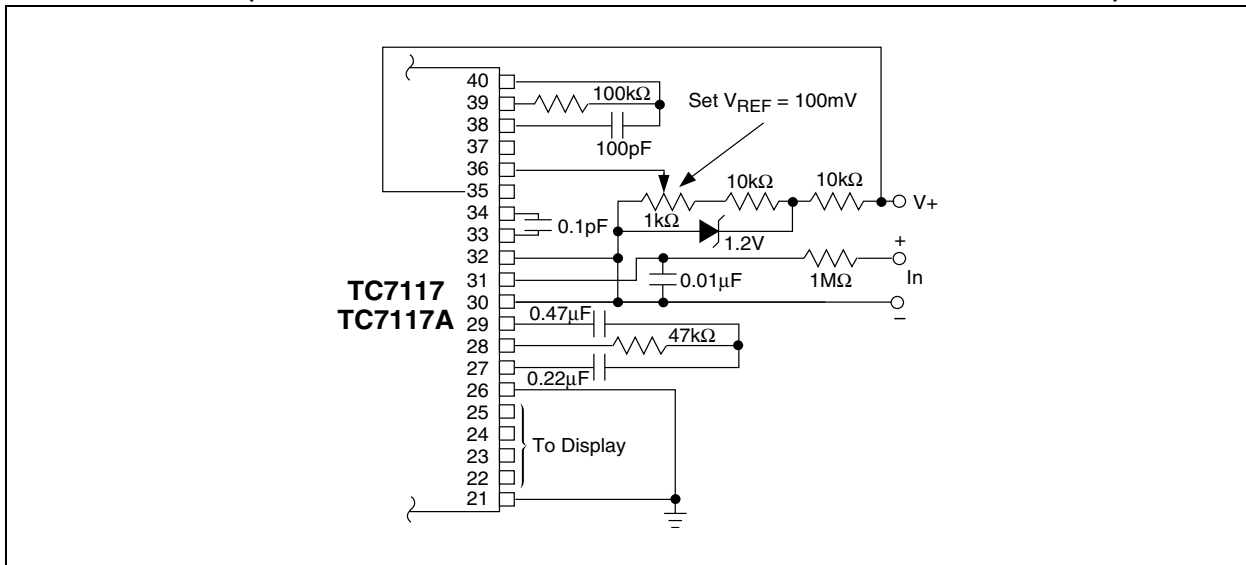 40
39
38
37
36
35
34
33
32
31
30
29
28
27
26
25
24
23
22
21
TC7117
TC7117A
100kΩ
100pF
Set VREF = 100mV
10kΩ
10kΩ
V+
1kΩ
1.2V
0.1pF
+
In
–
1MΩ
0.01µF
0.47µF
47kΩ
0.22µF
To Display